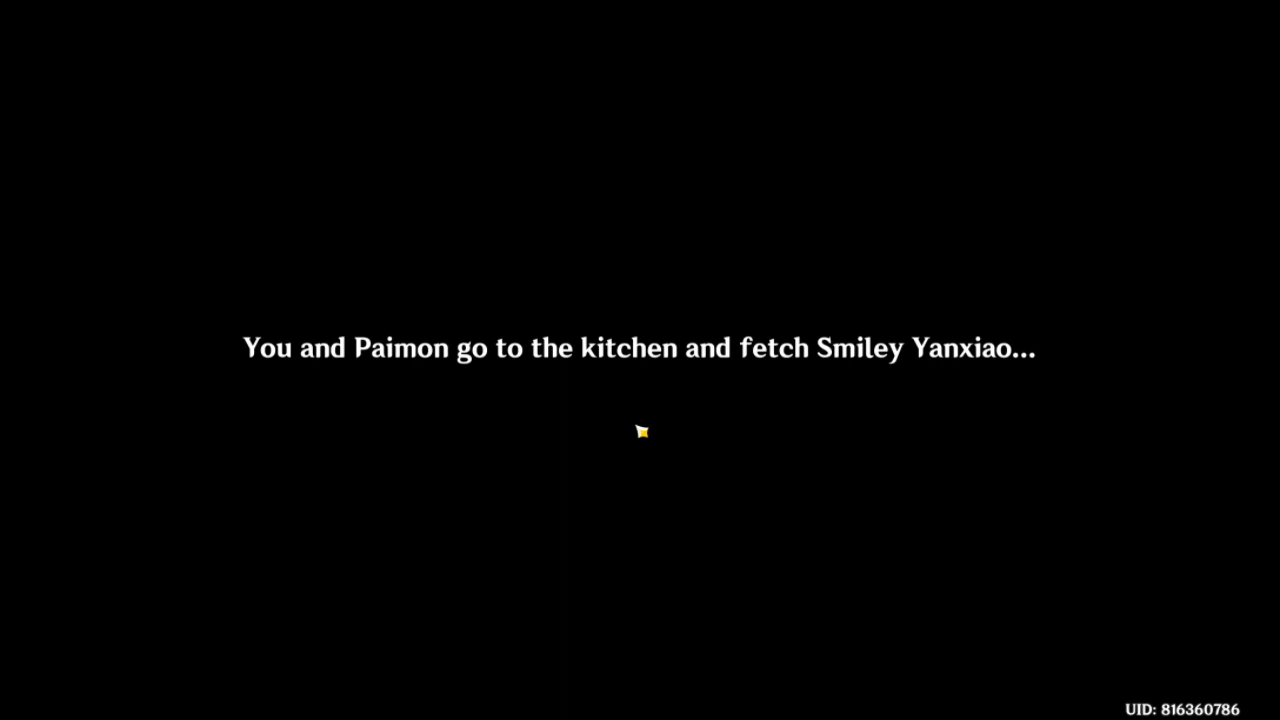 You and Paimon go to the kitchen and fetch Smiley Yanxiao...
UID: 816360786